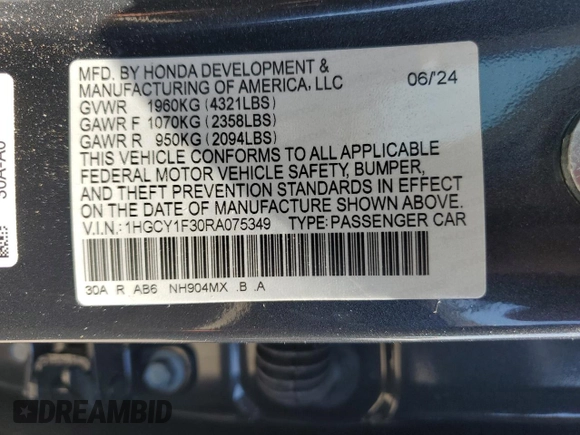 MFD. BY HONDA DEVELOPMENT &
MANUFACTURING OF AMERICA, LLC 06/'24
GVWR 1960KG (4321LBS)
GAWR F 1070KG (2358LBS)
GAWR R 950KG (2094LBS)
THIS VEHICLE CONFORMS TO ALL APPLICABLE
FEDERAL MOTOR VEHICLE SAFETY, BUMPER,
AND THEFT PREVENTION STANDARDS IN EFFECT
ON THE DATE OF MANUFACTURE SHOWN ABOVE.
V.I.N.:1HGCY1F30RA075349 TYPE:PASSENGER CAR
30A R AB6 NH904MX .B .A
30A-A0
DREAMBID